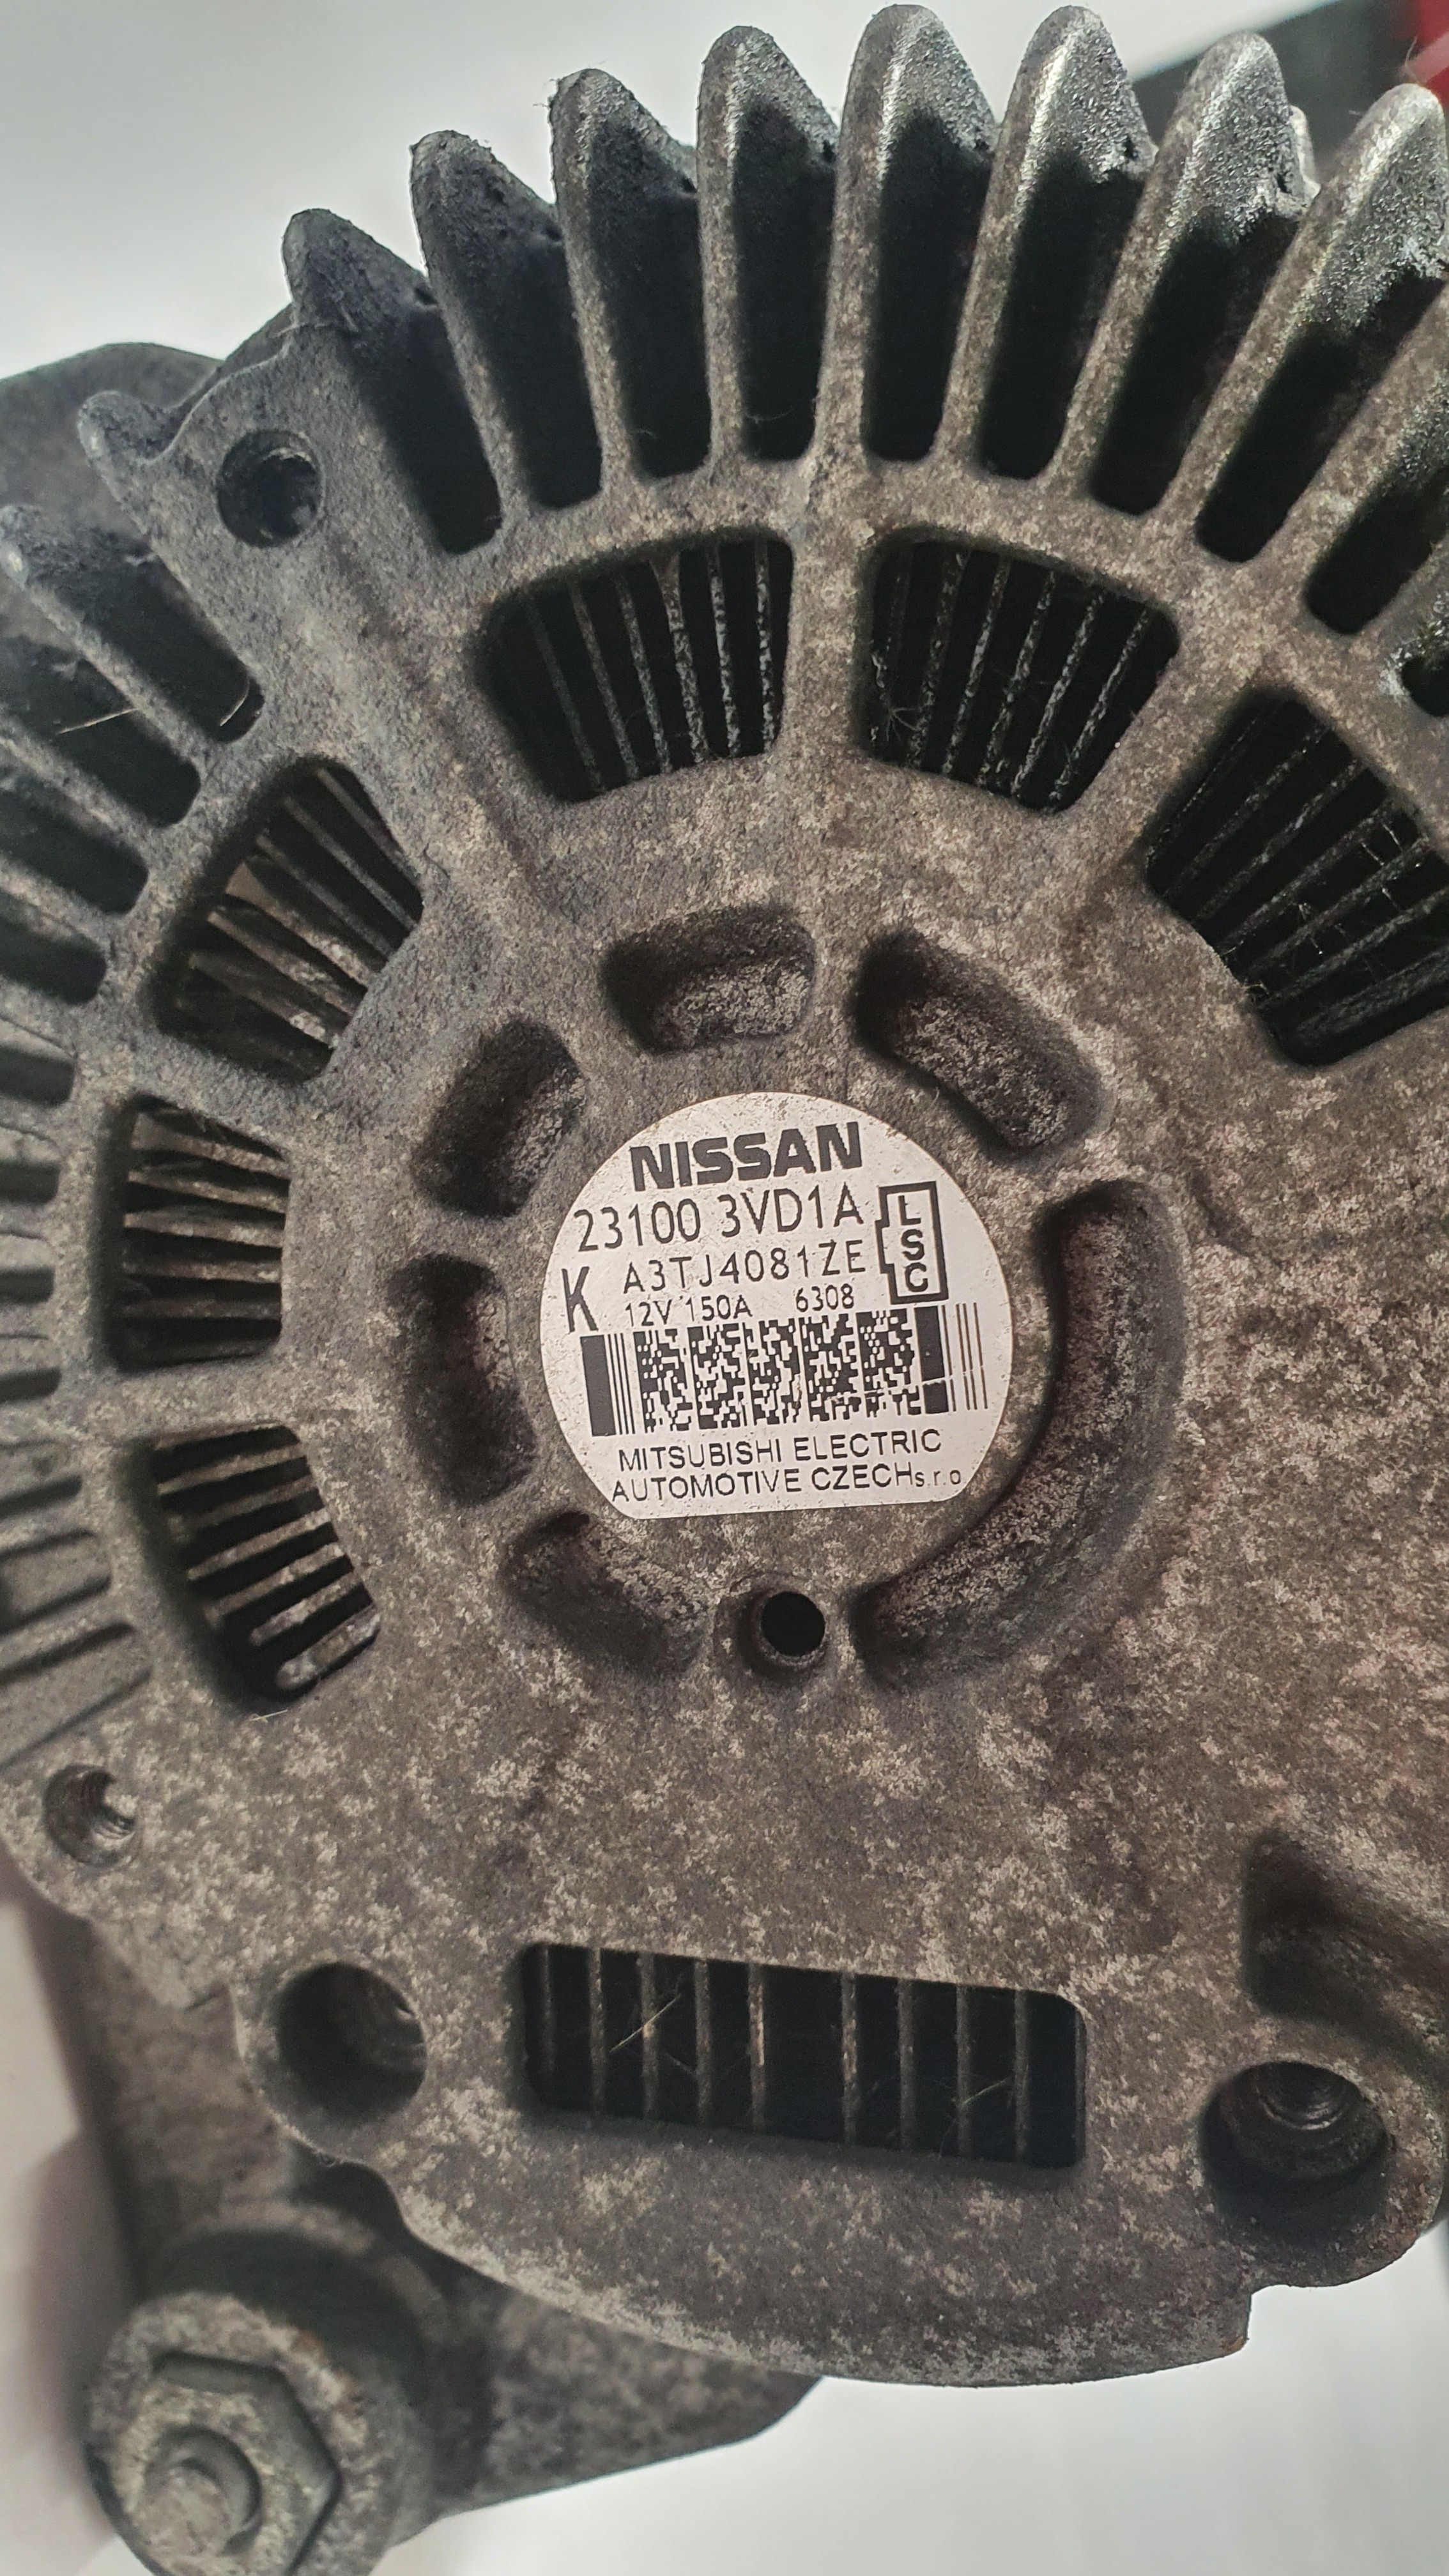 NISSAN
23100 3VD1A
LSC
K A3TJ4081ZE
12V 150A 6308
MITSUBISHI ELECTRIC
AUTOMOTIVE CZECH s.r.o